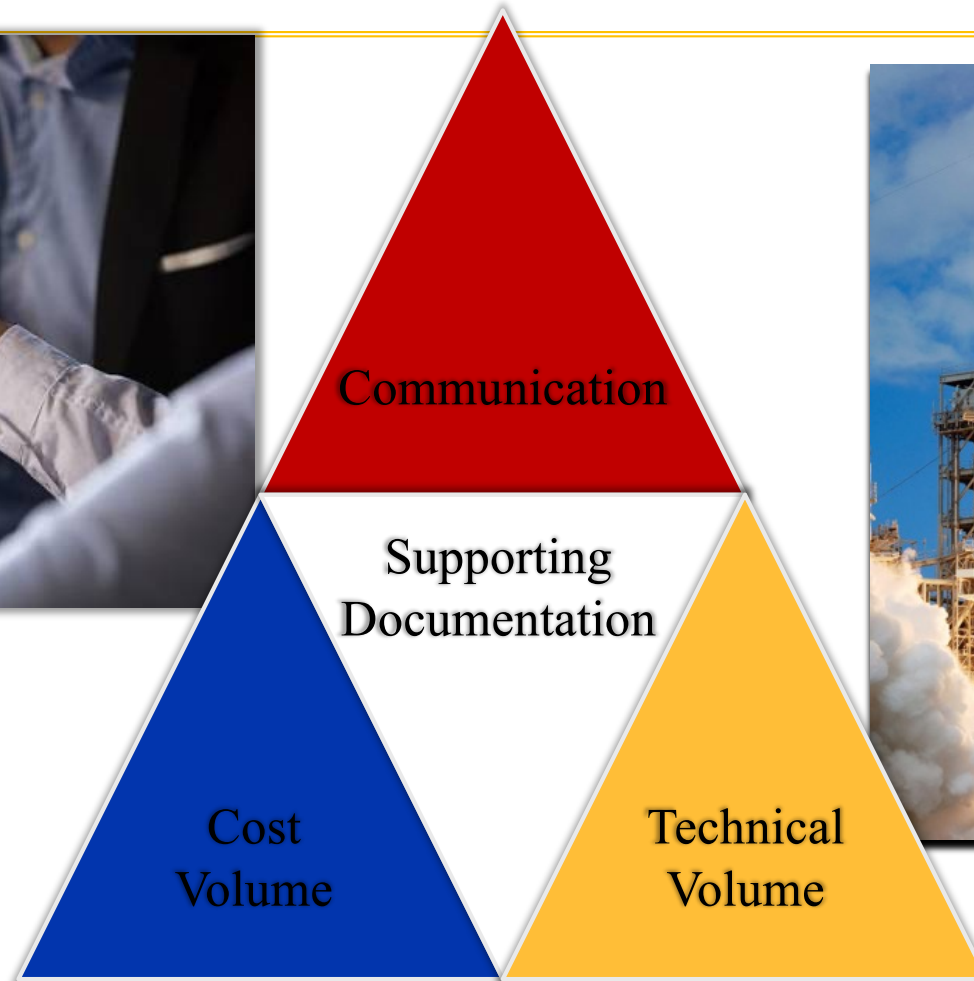 Communication
Supporting
Documentation
Cost
Volume
Technical
Volume